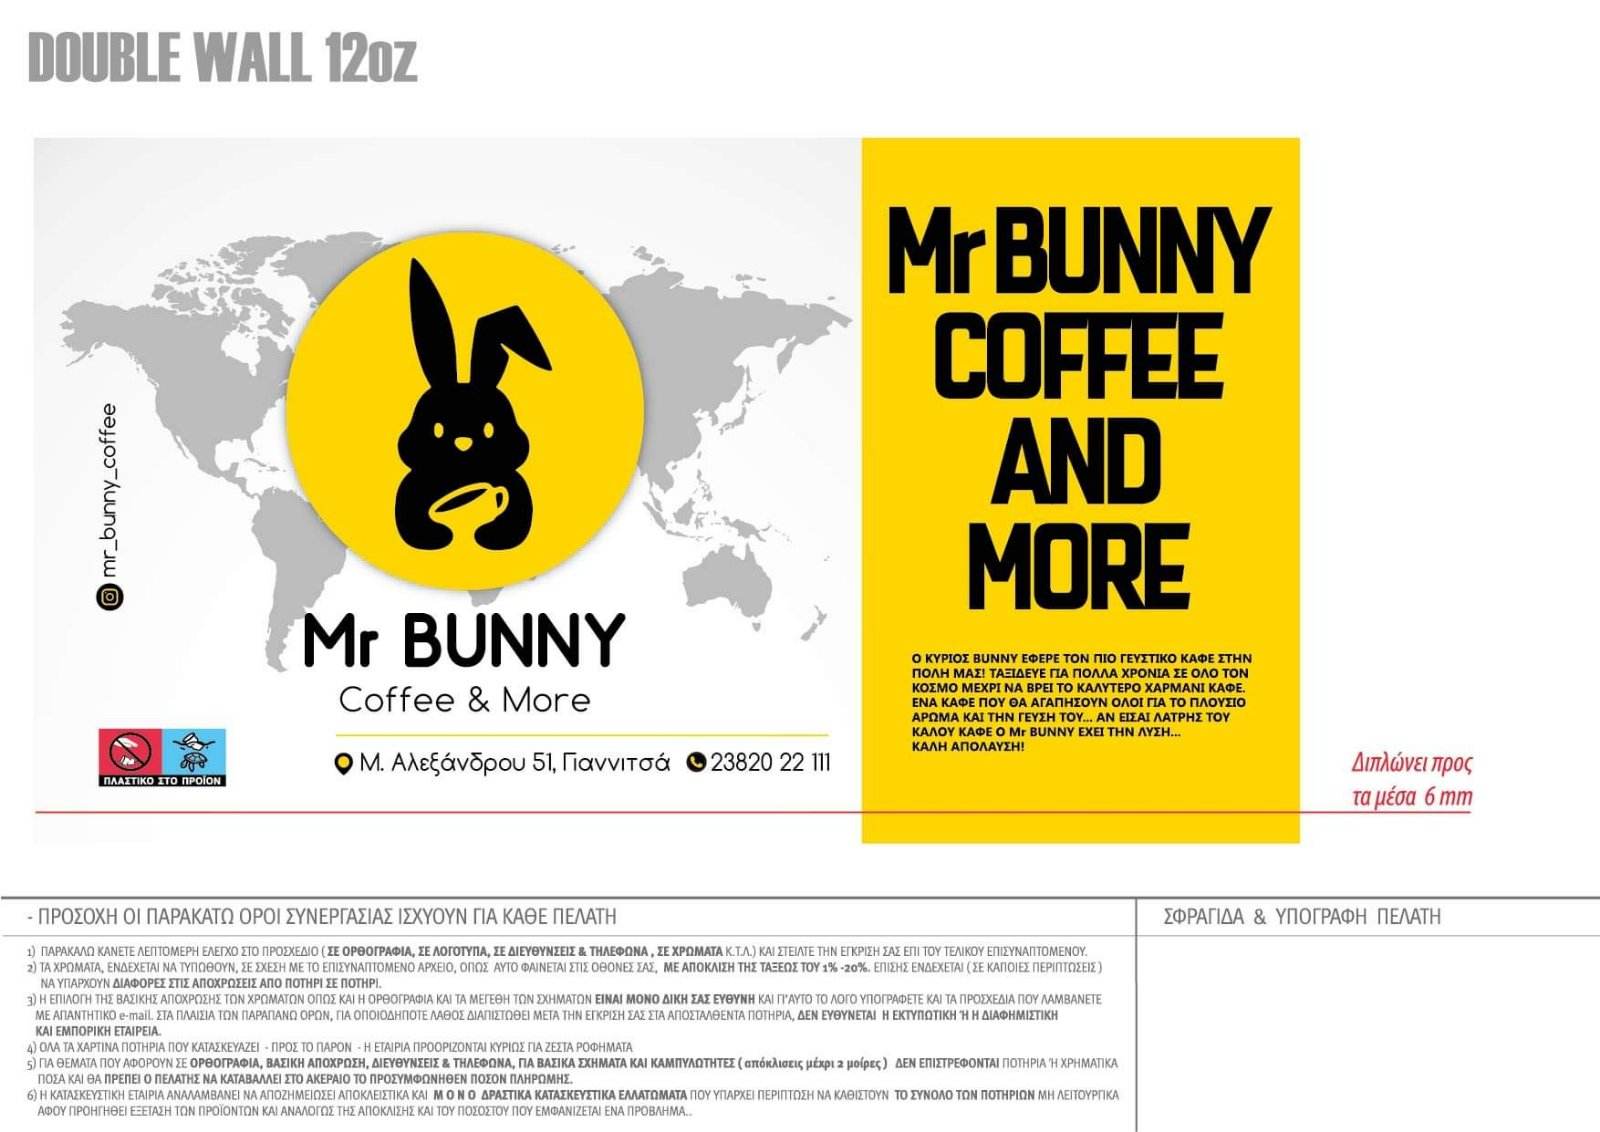 DOUBLE WALL 12oz
mr_bunny_coffee
Mr BUNNY
Coffee & More
Μ. Αλεξάνδρου 51, Γιαννιτσά 23820 22 111
ΠΛΑΣΤΙΚΟ ΣΤΟ ΠΡΟΪΟΝ
Mr BUNNY
COFFEE
AND
MORE
Ο ΚΥΡΙΟΣ BUNNY ΕΦΕΡΕ ΤΟΝ ΠΙΟ ΓΕΥΣΤΙΚΟ ΚΑΦΕ ΣΤΗΝ
ΠΟΛΗ ΜΑΣ! ΤΑΞΙΔΕΥΕ ΓΙΑ ΠΟΛΛΑ ΧΡΟΝΙΑ ΣΕ ΟΛΟ ΤΟΝ
ΚΟΣΜΟ ΜΕΧΡΙ ΝΑ ΒΡΕΙ ΤΟ ΚΑΛΥΤΕΡΟ ΧΑΡΜΑΝΙ ΚΑΦΕ.
ΕΝΑ ΚΑΦΕ ΠΟΥ ΘΑ ΑΓΑΠΗΣΟΥΝ ΟΛΟΙ ΓΙΑ ΤΟ ΠΛΟΥΣΙΟ
ΑΡΩΜΑ ΚΑΙ ΤΗΝ ΓΕΥΣΗ ΤΟΥ... ΑΝ ΕΙΣΑΙ ΛΑΤΡΗΣ ΤΟΥ
ΚΑΛΟΥ ΚΑΦΕ Ο Mr BUNNY ΕΧΕΙ ΤΗΝ ΛΥΣΗ...
ΚΑΛΗ ΑΠΟΛΑΥΣΗ!
Διπλώνει προς
τα μέσα 6 mm
- ΠΡΟΣΟΧΗ ΟΙ ΠΑΡΑΚΑΤΩ ΟΡΟΙ ΣΥΝΕΡΓΑΣΙΑΣ ΙΣΧΥΟΥΝ ΓΙΑ ΚΑΘΕ ΠΕΛΑΤΗ
1) ΠΑΡΑΚΑΛΩ ΚΑΝΕΤΕ ΛΕΠΤΟΜΕΡΗ ΕΛΕΓΧΟ ΣΤΟ ΠΡΟΣΧΕΔΙΟ ( ΣΕ ΟΡΘΟΓΡΑΦΙΑ, ΣΕ ΛΟΓΟΤΥΠΑ, ΣΕ ΔΙΕΥΘΥΝΣΕΙΣ & ΤΗΛΕΦΩΝΑ , ΣΕ ΧΡΩΜΑΤΑ Κ.Τ.Λ.) ΚΑΙ ΣΤΕΙΛΤΕ ΤΗΝ ΕΓΚΡΙΣΗ ΣΑΣ ΕΠΙ ΤΟΥ ΤΕΛΙΚΟΥ ΕΠΙΣΥΝΑΠΤΟΜΕΝΟΥ.
2) ΤΑ ΧΡΩΜΑΤΑ, ΕΝΔΕΧΕΤΑΙ ΝΑ ΤΥΠΩΘΟΥΝ, ΣΕ ΣΧΕΣΗ ΜΕ ΤΟ ΕΠΙΣΥΝΑΠΤΟΜΕΝΟ ΑΡΧΕΙΟ, ΟΠΩΣ ΑΥΤΟ ΦΑΙΝΕΤΑΙ ΣΤΙΣ ΟΘΟΝΕΣ ΣΑΣ, ΜΕ ΑΠΟΚΛΙΣΗ ΤΗΣ ΤΑΞΕΩΣ ΤΟΥ 1% -20%. ΕΠΙΣΗΣ ΕΝΔΕΧΕΤΑΙ ( ΣΕ ΚΑΠΟΙΕΣ ΠΕΡΙΠΤΩΣΕΙΣ )
ΝΑ ΥΠΑΡΧΟΥΝ ΔΙΑΦΟΡΕΣ ΣΤΙΣ ΑΠΟΧΡΩΣΕΙΣ ΑΠΟ ΠΟΤΗΡΙ ΣΕ ΠΟΤΗΡΙ.
3) Η ΕΠΙΛΟΓΗ ΤΗΣ ΒΑΣΙΚΗΣ ΑΠΟΧΡΩΣΗΣ ΤΩΝ ΧΡΩΜΑΤΩΝ ΟΠΩΣ ΚΑΙ Η ΟΡΘΟΓΡΑΦΙΑ ΚΑΙ ΤΑ ΜΕΓΕΘΗ ΤΩΝ ΣΧΗΜΑΤΩΝ ΕΙΝΑΙ ΜΟΝΟ ΔΙΚΗ ΣΑΣ ΕΥΘΥΝΗ ΚΑΙ ΓΙ'ΑΥΤΟ ΤΟ ΛΟΓΟ ΥΠΟΓΡΑΦΕΤΕ ΚΑΙ ΤΑ ΠΡΟΣΧΕΔΙΑ ΠΟΥ ΛΑΜΒΑΝΕΤΕ
ΜΕ ΑΠΑΝΤΗΤΙΚΟ e-mail. ΣΤΑ ΠΛΑΙΣΙΑ ΤΩΝ ΠΑΡΑΠΑΝΩ ΟΡΩΝ, ΓΙΑ ΟΠΟΙΟΔΗΠΟΤΕ ΛΑΘΟΣ ΔΙΑΠΙΣΤΩΘΕΙ ΜΕΤΑ ΤΗΝ ΕΓΚΡΙΣΗ ΣΑΣ ΣΤΑ ΑΠΟΣΤΑΛΘΕΝΤΑ ΠΟΤΗΡΙΑ, ΔΕΝ ΕΥΘΥΝΕΤΑΙ Η ΕΚΤΥΠΩΤΙΚΗ Ή Η ΔΙΑΦΗΜΙΣΤΙΚΗ
ΚΑΙ ΕΜΠΟΡΙΚΗ ΕΤΑΙΡΕΙΑ.
4) ΟΛΑ ΤΑ ΧΑΡΤΙΝΑ ΠΟΤΗΡΙΑ ΠΟΥ ΚΑΤΑΣΚΕΥΑΖΕΙ - ΠΡΟΣ ΤΟ ΠΑΡΟΝ - Η ΕΤΑΙΡΙΑ ΠΡΟΟΡΙΖΟΝΤΑΙ ΚΥΡΙΩΣ ΓΙΑ ΖΕΣΤΑ ΡΟΦΗΜΑΤΑ
5) ΓΙΑ ΘΕΜΑΤΑ ΠΟΥ ΑΦΟΡΟΥΝ ΣΕ ΟΡΘΟΓΡΑΦΙΑ, ΒΑΣΙΚΗ ΑΠΟΧΡΩΣΗ, ΔΙΕΥΘΥΝΣΕΙΣ & ΤΗΛΕΦΩΝΑ, ΓΙΑ ΒΑΣΙΚΑ ΣΧΗΜΑΤΑ ΚΑΙ ΚΑΜΠΥΛΟΤΗΤΕΣ ( απόκλισεις μέχρι 2 μοίρες ) ΔΕΝ ΕΠΙΣΤΡΕΦΟΝΤΑΙ ΠΟΤΗΡΙΑ Ή ΧΡΗΜΑΤΙΚΑ
ΠΟΣΑ ΚΑΙ ΘΑ ΠΡΕΠΕΙ Ο ΠΕΛΑΤΗΣ ΝΑ ΚΑΤΑΒΑΛΛΕΙ ΣΤΟ ΑΚΕΡΑΙΟ ΤΟ ΠΡΟΣΥΜΦΩΝΗΘΕΝ ΠΟΣΟΝ ΠΛΗΡΩΜΗΣ.
6) Η ΚΑΤΑΣΚΕΥΣΤΙΚΗ ΕΤΑΙΡΙΑ ΑΝΑΛΑΜΒΑΝΕΙ ΝΑ ΑΠΟΖΗΜΕΙΩΣΕΙ ΑΠΟΚΛΕΙΣΤΙΚΑ ΚΑΙ Μ Ο Ν Ο ΔΡΑΣΤΙΚΑ ΚΑΤΑΣΚΕΥΣΤΙΚΑ ΕΛΛΑΤΩΜΑΤΑ ΠΟΥ ΥΠΑΡΧΕΙ ΠΕΡΙΠΤΩΣΗ ΝΑ ΚΑΘΙΣΤΟΥΝ ΤΟ ΣΥΝΟΛΟ ΤΩΝ ΠΟΤΗΡΙΩΝ ΜΗ ΛΕΙΤΟΥΡΓΙΚΑ
ΑΦΟΥ ΠΡΟΗΓΗΘΕΙ ΕΞΕΤΑΣΗ ΤΩΝ ΠΡΟΪΟΝΤΩΝ ΚΑΙ ΑΝΑΛΟΓΩΣ ΤΗΣ ΑΠΟΚΛΙΣΗΣ ΚΑΙ ΤΟΥ ΠΟΣΟΣΤΟΥ ΠΟΥ ΕΜΦΑΝΙΖΕΤΑΙ ΕΝΑ ΠΡΟΒΛΗΜΑ..
ΣΦΡΑΓΙΔΑ & ΥΠΟΓΡΑΦΗ ΠΕΛΑΤΗ